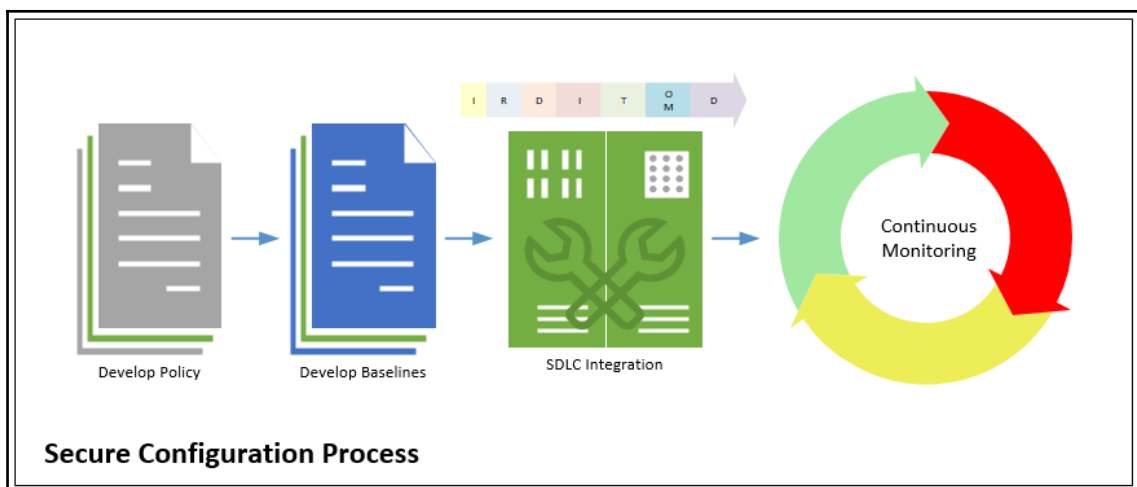 I R D I T O M D
Develop Policy
Develop Baselines
SDLC Integration
Continuous
Monitoring
Secure Configuration Process